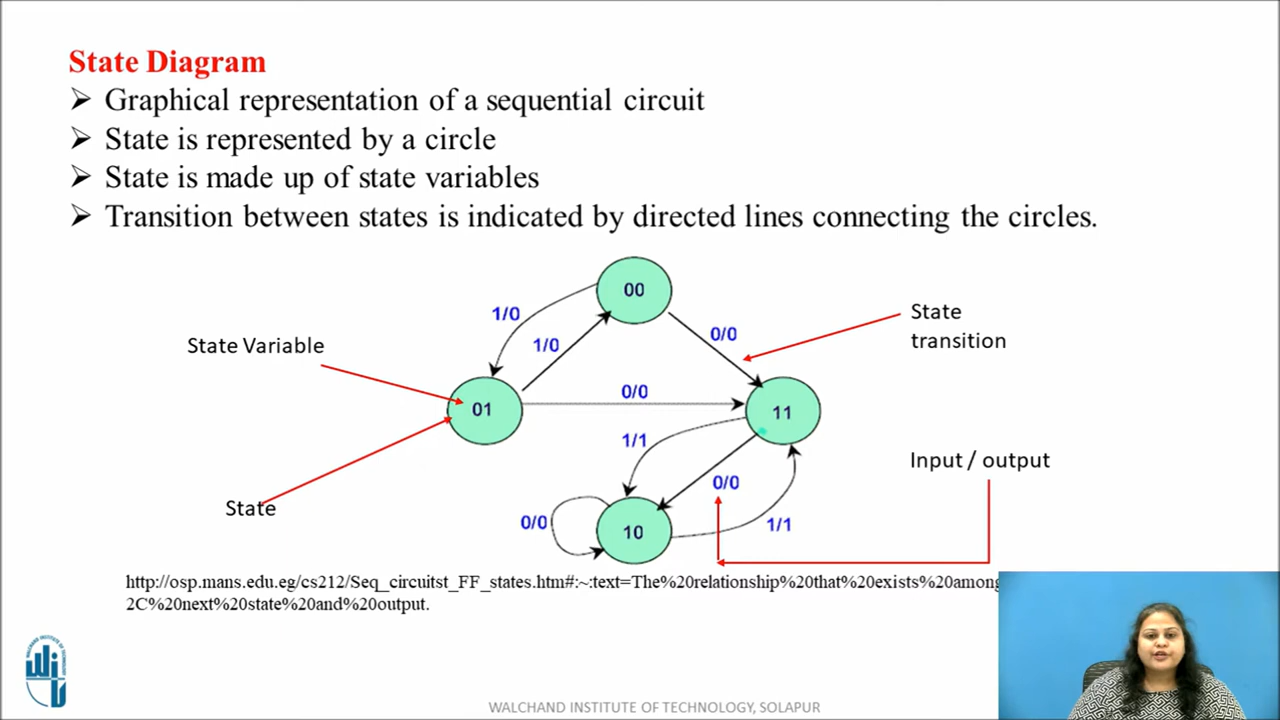 State Diagram
➢ Graphical representation of a sequential circuit
➢ State is represented by a circle
➢ State is made up of state variables
➢ Transition between states is indicated by directed lines connecting the circles.
00
1/0
0/0
State
transition
State Variable
1/0
0/0
01
11
1/1
Input / output
0/0
State
0/0
10
1/1
http://osp.mans.edu.eg/cs212/Seq_circuitst_FF_states.htm#:~:text=The%20relationship%20that%20exists%20among
2C%20next%20state%20and%20output.
WALCHAND INSTITUTE OF TECHNOLOGY, SOLAPUR